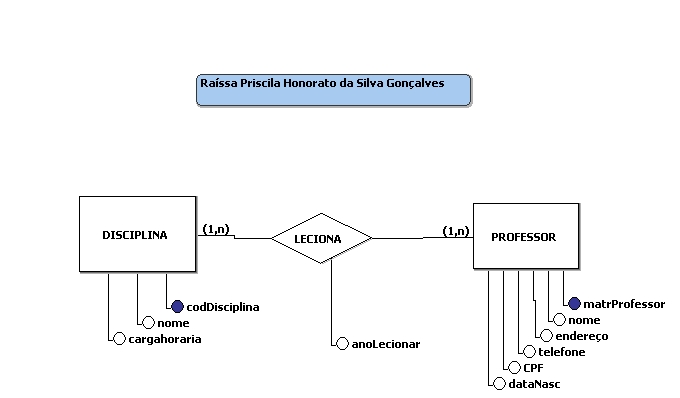 Raíssa Priscila Honorato da Silva Gonçalves
DISCIPLINA
(1,n)
LECIONA
(1,n)
PROFESSOR
codDisciplina
nome
cargahoraria
anoLecionar
matrProfessor
nome
endereço
telefone
CPF
dataNasc